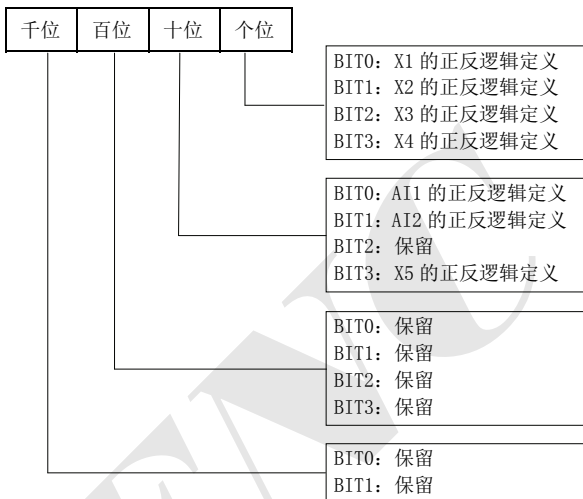 千位 百位 十位 个位
BIT0: X1 的正反逻辑定义
BIT1: X2 的正反逻辑定义
BIT2: X3 的正反逻辑定义
BIT3: X4 的正反逻辑定义
BIT0: AI1 的正反逻辑定义
BIT1: AI2 的正反逻辑定义
BIT2: 保留
BIT3: X5 的正反逻辑定义
BIT0: 保留
BIT1: 保留
BIT2: 保留
BIT3: 保留
BIT0: 保留
BIT1: 保留